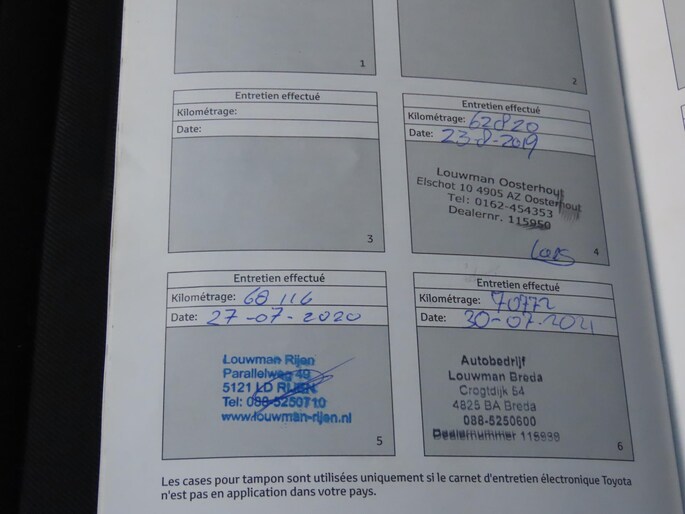 1
2
Entretien effectué
Kilométrage:
Date:
3
Entretien effectué
Kilométrage: 62820
Date: 23-8-2019
Louwman Oosterhout
Elschot 10 4905 AZ Oosterhout
Tel: 0162-454353
Dealernr. 115950
4
Entretien effectué
Kilométrage: 68116
Date: 27-07-2020
Louwman Rijen
Parallelweg 49
5121 LD RIJEN
Tel: 088-5250710
www.louwman-rijen.nl
5
Entretien effectué
Kilométrage: 70772
Date: 30-07-2021
Autobedrijf
Louwman Breda
Crogtdijk 54
4825 BA Breda
088-5250600
Dealernummer 115938
6
Les cases pour tampon sont utilisées uniquement si le carnet d'entretien électronique Toyota
n'est pas en application dans votre pays.